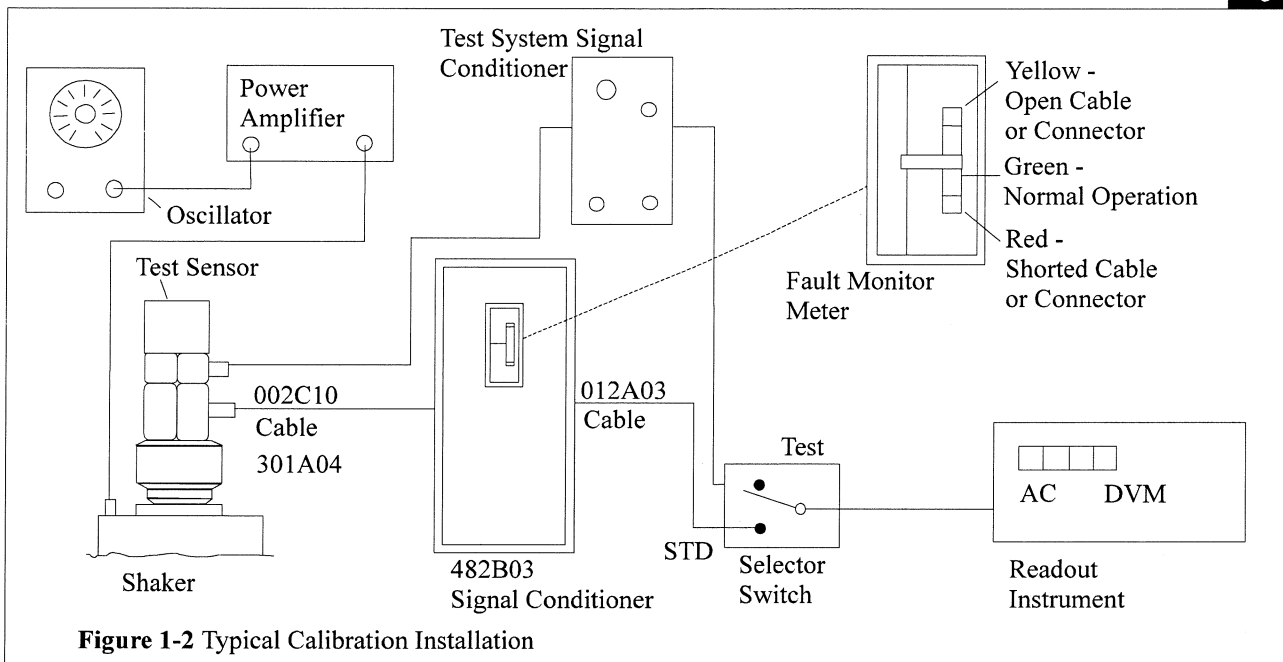 Test System Signal
Conditioner
Power
Amplifier
Oscillator
Yellow -
Open Cable
or Connector
Green -
Normal Operation
Red -
Shorted Cable
or Connector
Fault Monitor
Meter
Test Sensor
002C10
Cable
301A04
012A03
Cable
Test
STD
Selector
Switch
AC
DVM
Readout
Instrument
Shaker
482B03
Signal Conditioner
Figure 1-2 Typical Calibration Installation